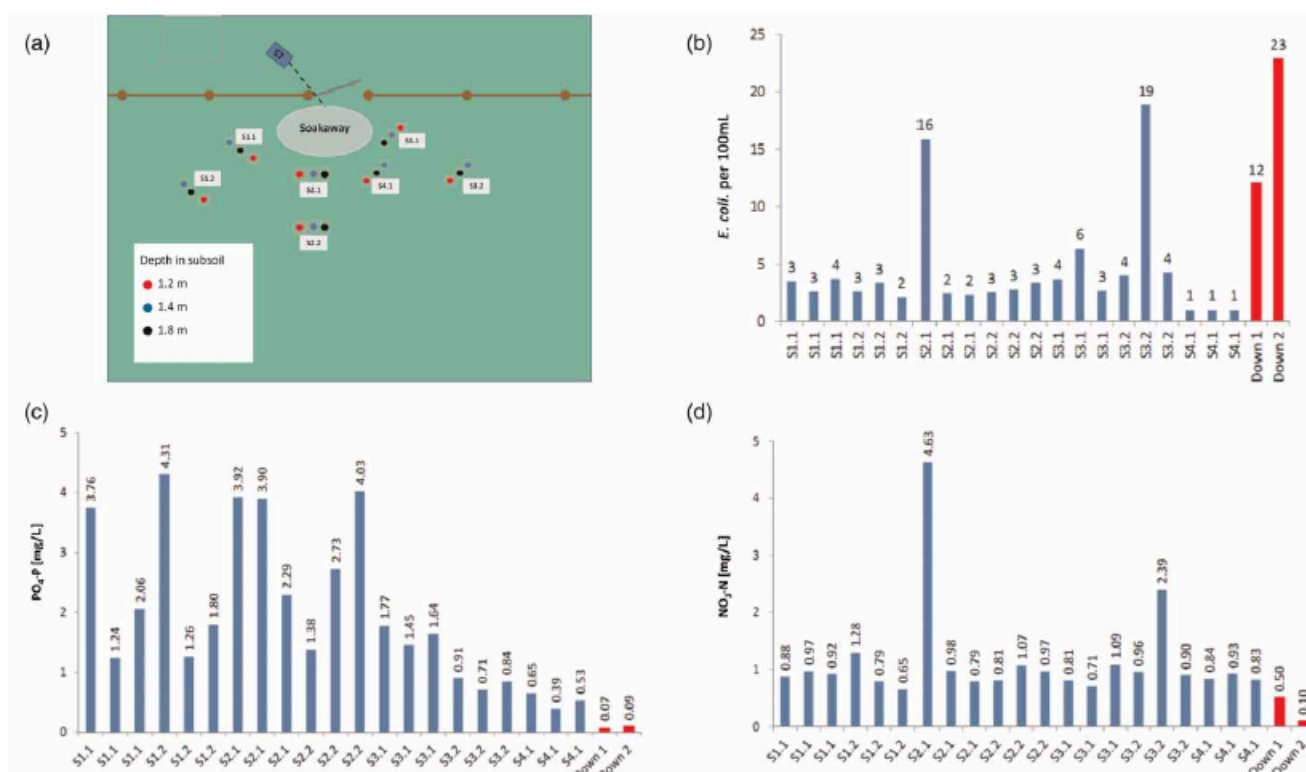 (a)
ST
Soakaway
S4.1
S3.2
S2.2
Depth in subsoil
1.2 m
1.4 m
1.8 m
(b)
E. coli. per 100mL
25
20
15
10
5
0
3 3 4 3 3 2 16 2 2 3 3 3 4 6 3 4 19 4 1 1 1 12 23
S1.1 S1.1 S1.1 S1.2 S1.2 S1.2 S2.1 S2.1 S2.1 S2.2 S2.2 S2.2 S3.1 S3.1 S3.1 S3.2 S3.2 S3.2 S4.1 S4.1 S4.1 Down 1 Down 2
(c)
PO4-P [mg/L]
5
4
3
2
1
0
3.76 1.24 2.06 4.31 1.26 1.80 3.92 3.90 2.29 1.38 2.73 4.03 1.77 1.45 1.64 0.91 0.71 0.84 0.65 0.39 0.53 0.07 0.09
S1.1 S1.1 S1.1 S1.2 S1.2 S1.2 S2.1 S2.1 S2.1 S2.2 S2.2 S2.2 S3.1 S3.1 S3.1 S3.2 S3.2 S3.2 S4.1 S4.1 S4.1 Down 1 Down 2
(d)
NO3-N [mg/L]
5
4
3
2
1
0
0.88 0.97 0.92 1.28 0.79 0.65 4.63 0.98 0.79 0.81 1.07 0.97 0.81 0.71 1.09 0.96 2.39 0.90 0.84 0.93 0.83 0.50 0.10
S1.1 S1.1 S1.1 S1.2 S1.2 S1.2 S2.1 S2.1 S2.1 S2.2 S2.2 S2.2 S3.1 S3.1 S3.1 S3.2 S3.2 S3.2 S4.1 S4.1 S4.1 Down 1 Down 2